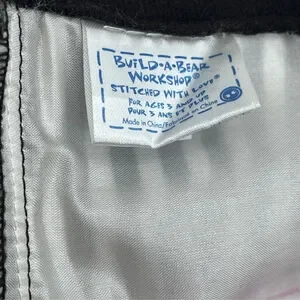 BUILD-A-BEAR
WORKSHOP®
STITCHED WITH LOVE®
FOR AGES 3 AND UP
POUR 3 ANS ET PLUS
Made in China/Fabriqué en Chine